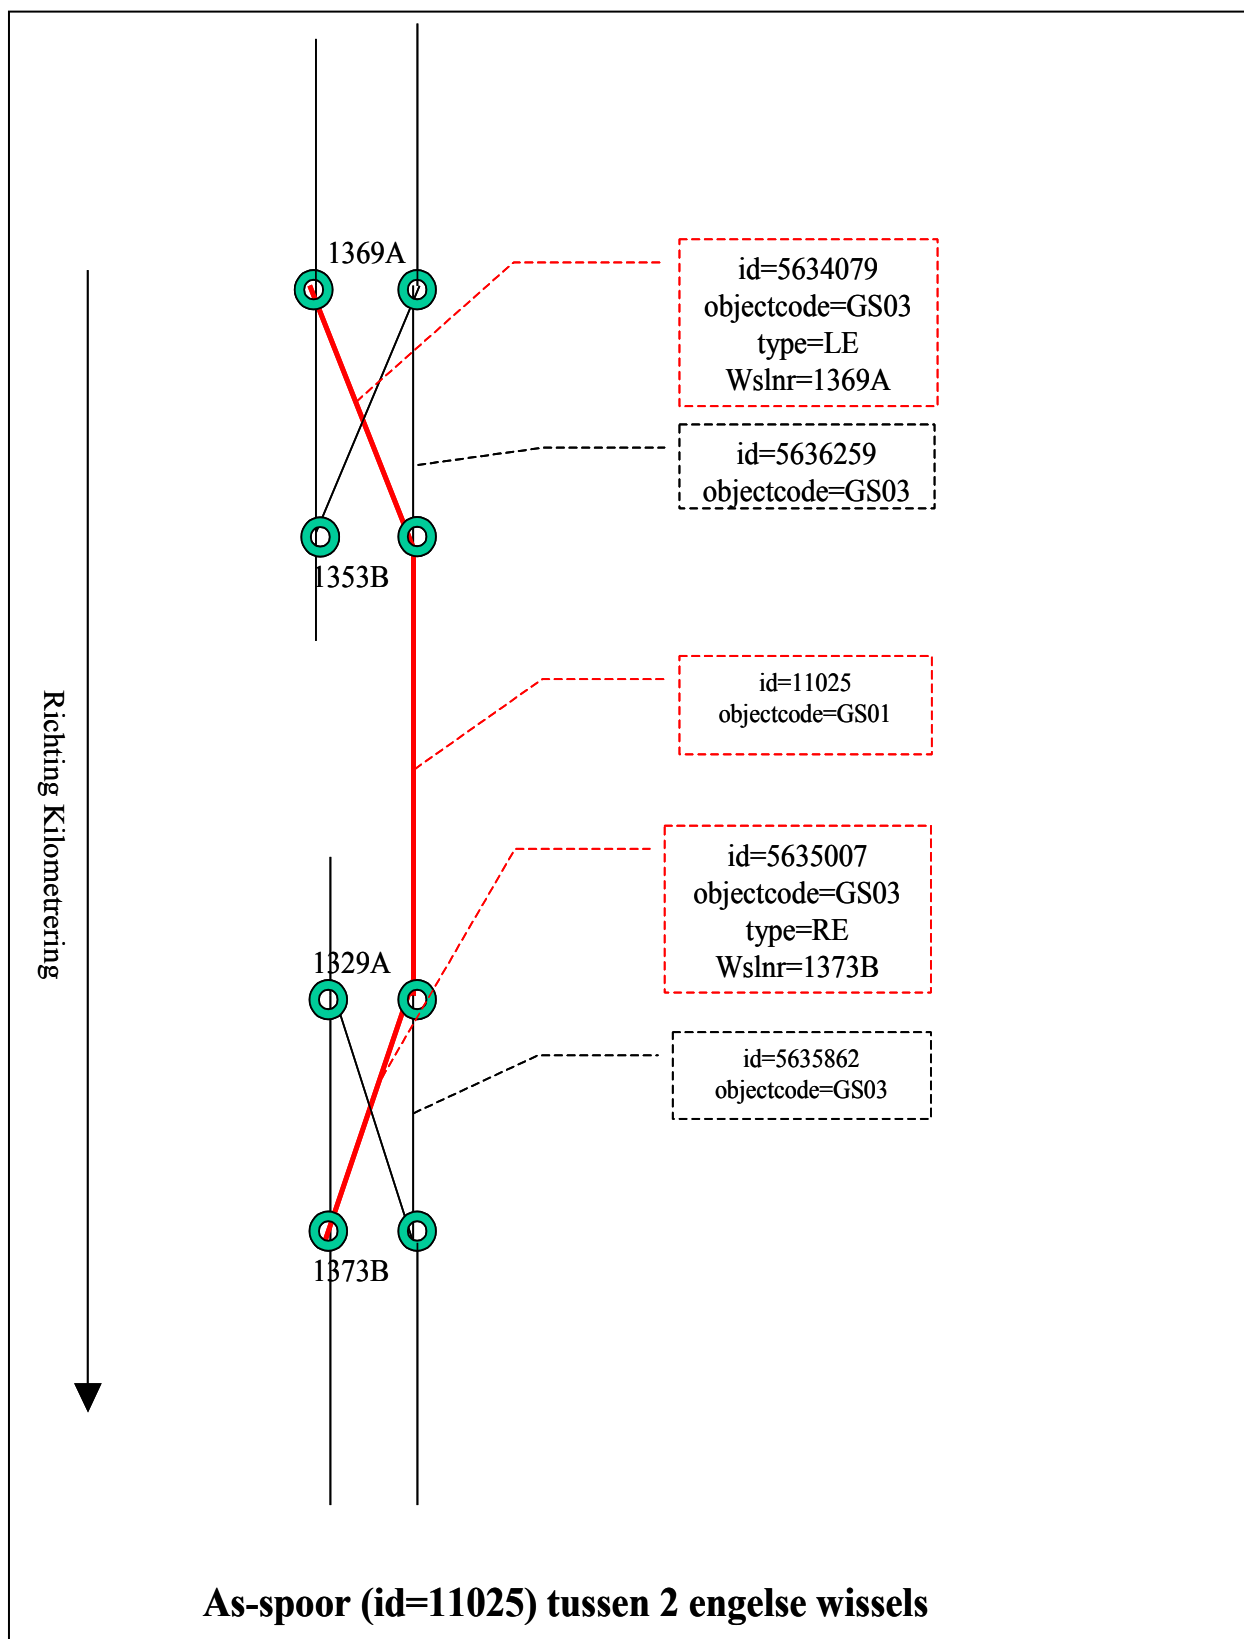 1369A
id=5634079
objectcode=GS03
type=LE
Wslnr=1369A
id=5636259
objectcode=GS03
1353B
id=11025
objectcode=GS01
Richting Kilometrering
id=5635007
objectcode=GS03
type=RE
Wslnr=1373B
1329A
id=5635862
objectcode=GS03
1373B
As-spoor (id=11025) tussen 2 engelse wissels